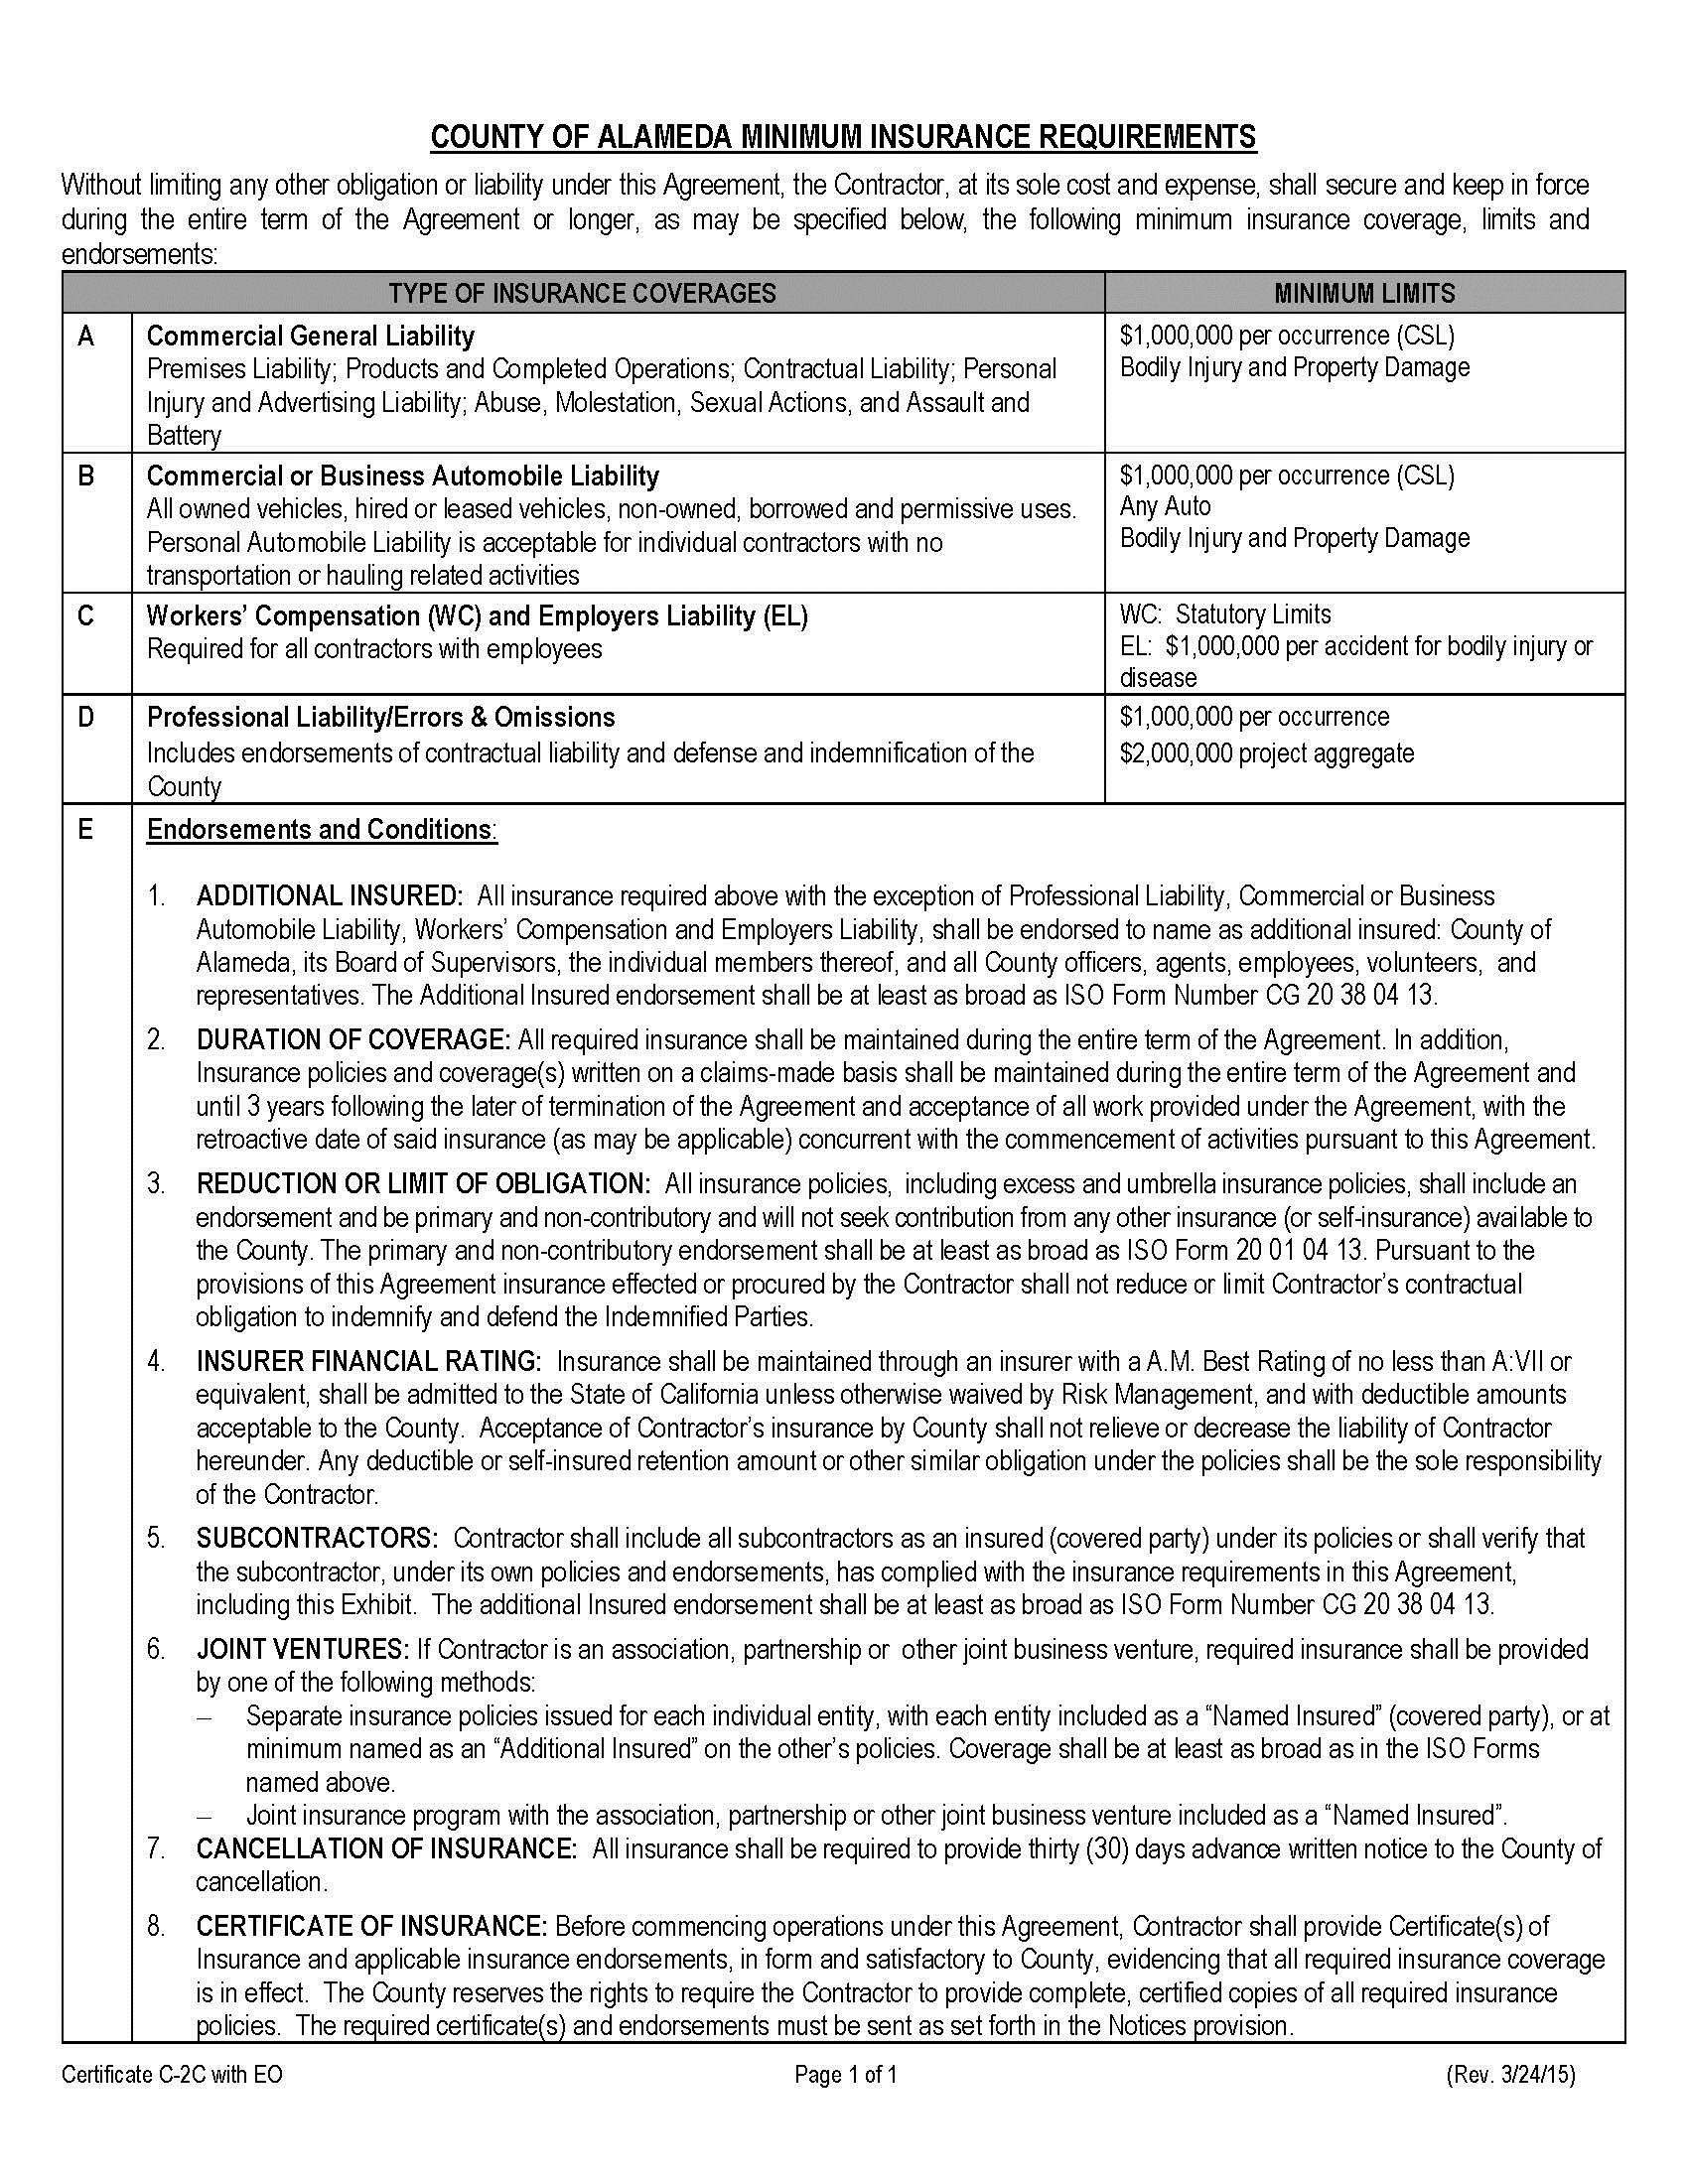 COUNTY OF ALAMEDA MINIMUM INSURANCE REQUIREMENTS
Without limiting any other obligation or liability under this Agreement, the Contractor, at its sole cost and expense, shall secure and keep in force
during the entire term of the Agreement or longer, as may be specified below, the following minimum insurance coverage, limits and
endorsements:
TYPE OF INSURANCE COVERAGES MINIMUM LIMITS
A Commercial General Liability
Premises Liability; Products and Completed Operations; Contractual Liability; Personal
Injury and Advertising Liability; Abuse, Molestation, Sexual Actions, and Assault and
Battery
$1,000,000 per occurrence (CSL)
Bodily Injury and Property Damage
B Commercial or Business Automobile Liability
All owned vehicles, hired or leased vehicles, non-owned, borrowed and permissive uses.
Personal Automobile Liability is acceptable for individual contractors with no
transportation or hauling related activities
$1,000,000 per occurrence (CSL)
Any Auto
Bodily Injury and Property Damage
C Workers’ Compensation (WC) and Employers Liability (EL)
Required for all contractors with employees
WC: Statutory Limits
EL: $1,000,000 per accident for bodily injury or
disease
D Professional Liability/Errors & Omissions
Includes endorsements of contractual liability and defense and indemnification of the
County
$1,000,000 per occurrence
$2,000,000 project aggregate
E Endorsements and Conditions:
1. ADDITIONAL INSURED: All insurance required above with the exception of Professional Liability, Commercial or Business
Automobile Liability, Workers’ Compensation and Employers Liability, shall be endorsed to name as additional insured: County of
Alameda, its Board of Supervisors, the individual members thereof, and all County officers, agents, employees, volunteers, and
representatives. The Additional Insured endorsement shall be at least as broad as ISO Form Number CG 20 38 04 13.
2. DURATION OF COVERAGE: All required insurance shall be maintained during the entire term of the Agreement. In addition,
Insurance policies and coverage(s) written on a claims-made basis shall be maintained during the entire term of the Agreement and
until 3 years following the later of termination of the Agreement and acceptance of all work provided under the Agreement, with the
retroactive date of said insurance (as may be applicable) concurrent with the commencement of activities pursuant to this Agreement.
3. REDUCTION OR LIMIT OF OBLIGATION: All insurance policies, including excess and umbrella insurance policies, shall include an
endorsement and be primary and non-contributory and will not seek contribution from any other insurance (or self-insurance) available to
the County. The primary and non-contributory endorsement shall be at least as broad as ISO Form 20 01 04 13. Pursuant to the
provisions of this Agreement insurance effected or procured by the Contractor shall not reduce or limit Contractor’s contractual
obligation to indemnify and defend the Indemnified Parties.
4. INSURER FINANCIAL RATING: Insurance shall be maintained through an insurer with a A.M. Best Rating of no less than A:VII or
equivalent, shall be admitted to the State of California unless otherwise waived by Risk Management, and with deductible amounts
acceptable to the County. Acceptance of Contractor’s insurance by County shall not relieve or decrease the liability of Contractor
hereunder. Any deductible or self-insured retention amount or other similar obligation under the policies shall be the sole responsibility
of the Contractor.
5. SUBCONTRACTORS: Contractor shall include all subcontractors as an insured (covered party) under its policies or shall verify that
the subcontractor, under its own policies and endorsements, has complied with the insurance requirements in this Agreement,
including this Exhibit. The additional Insured endorsement shall be at least as broad as ISO Form Number CG 20 38 04 13.
6. JOINT VENTURES: If Contractor is an association, partnership or other joint business venture, required insurance shall be provided
by one of the following methods:
– Separate insurance policies issued for each individual entity, with each entity included as a “Named Insured” (covered party), or at
minimum named as an “Additional Insured” on the other’s policies. Coverage shall be at least as broad as in the ISO Forms
named above.
– Joint insurance program with the association, partnership or other joint business venture included as a “Named Insured”.
7. CANCELLATION OF INSURANCE: All insurance shall be required to provide thirty (30) days advance written notice to the County of
cancellation.
8. CERTIFICATE OF INSURANCE: Before commencing operations under this Agreement, Contractor shall provide Certificate(s) of
Insurance and applicable insurance endorsements, in form and satisfactory to County, evidencing that all required insurance coverage
is in effect. The County reserves the rights to require the Contractor to provide complete, certified copies of all required insurance
policies. The required certificate(s) and endorsements must be sent as set forth in the Notices provision.
Certificate C-2C with EO Page 1 of 1 (Rev. 3/24/15)